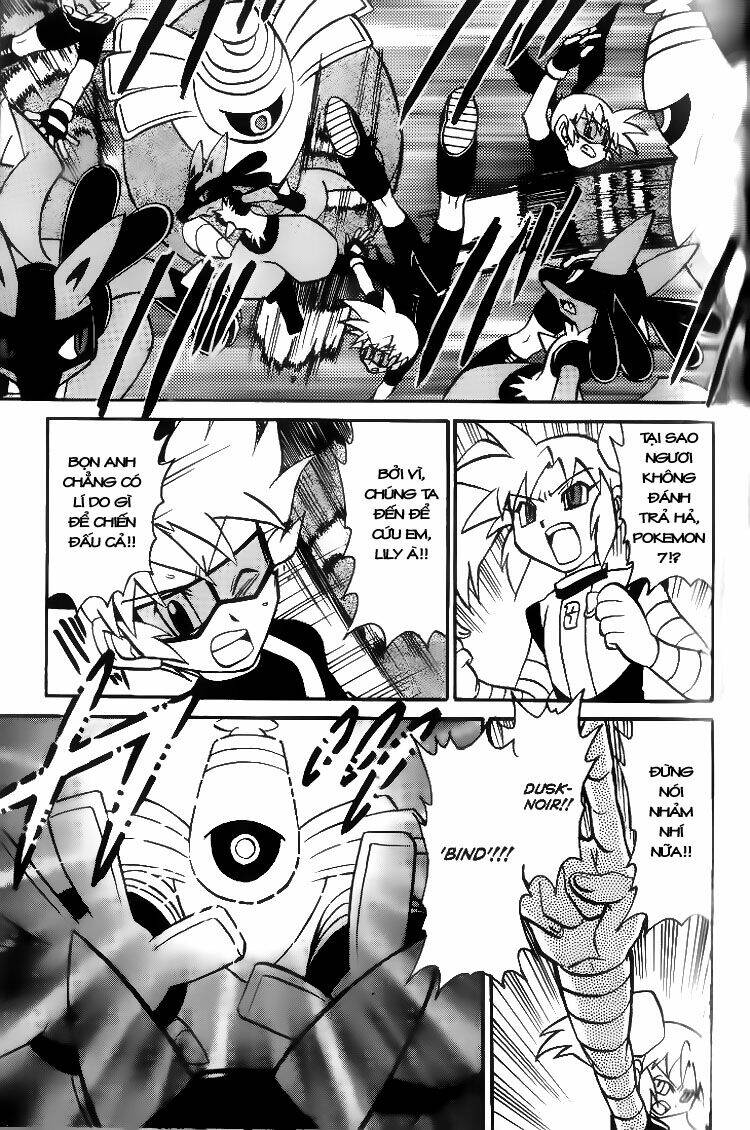 TẠI SAO
NGƯƠI
KHÔNG
ĐÁNH
TRẢ HẢ,
POKEMON
7!?
BỞI VÌ,
CHÚNG TA
ĐẾN ĐỂ
CỨU EM,
LILY À!!
BỌN ANH
CHẲNG CÓ
LÍ DO GÌ
ĐỂ CHIẾN
ĐẤU CẢ!!
ĐỪNG
NÓI
NHẢM
NHÍ
NỮA!!
DUSK-
NOIR!!
'BIND'!!!!